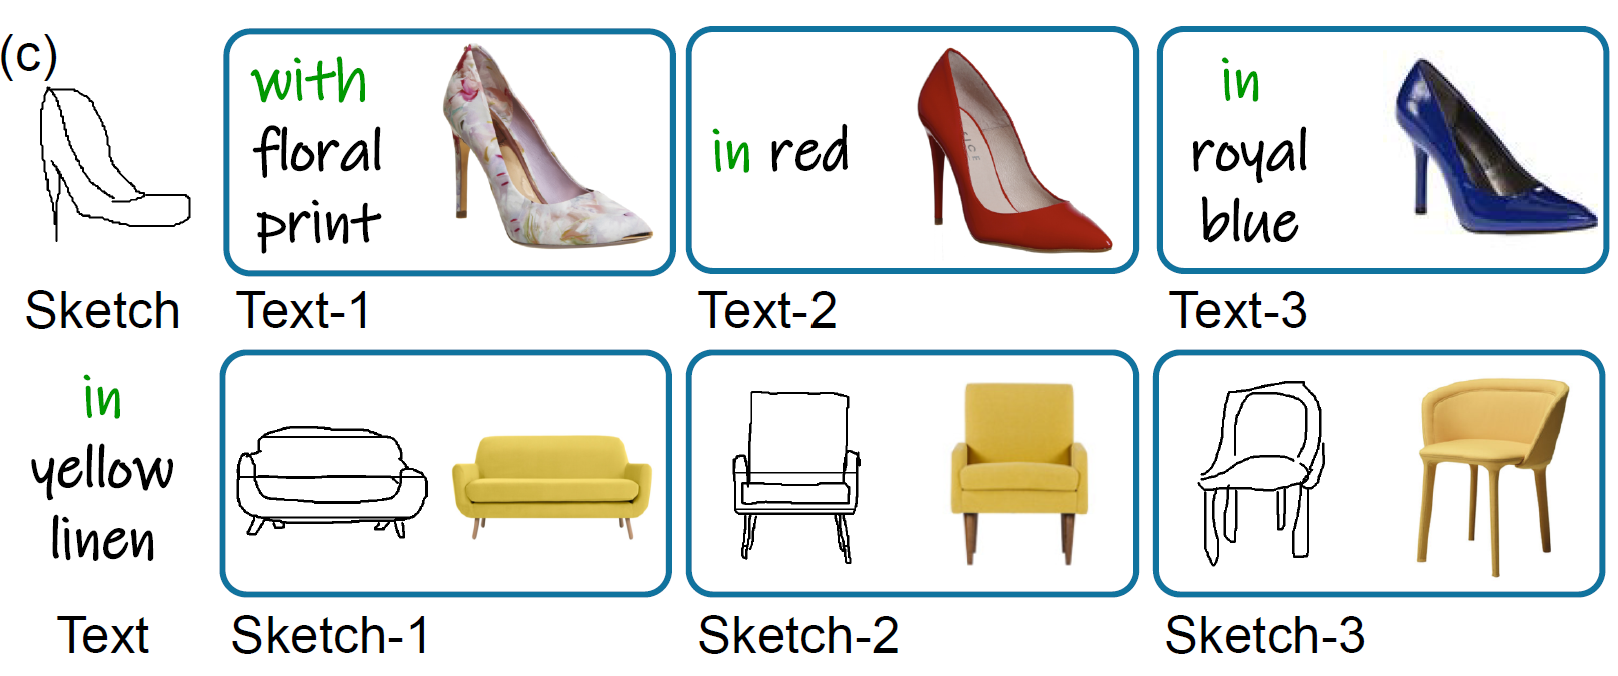 (c)
with
floral
print
in red
in
royal
blue
Sketch
Text-1
Text-2
Text-3
in
yellow
linen
Text
Sketch-1
Sketch-2
Sketch-3